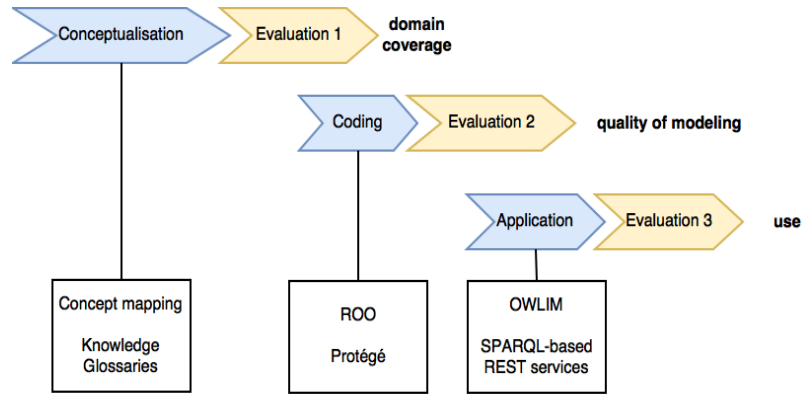 Conceptualisation
Evaluation 1
domain
coverage
Coding
Evaluation 2
quality of modeling
Application
Evaluation 3
use
Concept mapping
Knowledge
Glossaries
ROO
Protégé
OWLIM
SPARQL-based
REST services